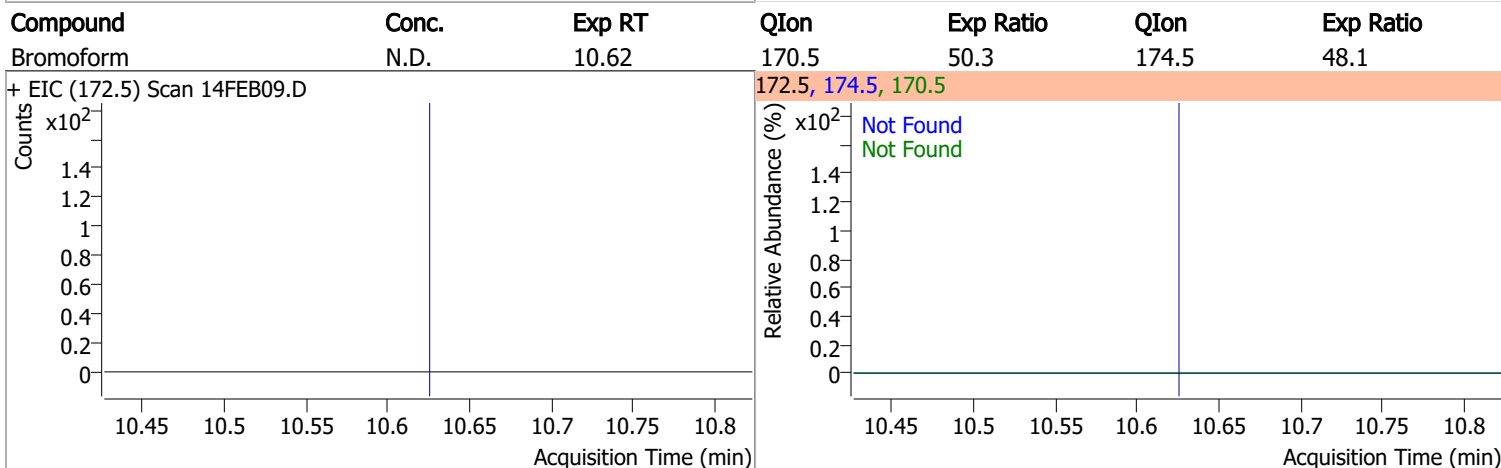 Compound Conc. Exp RT QIon Exp Ratio QIon Exp Ratio
Bromoform N.D. 10.62 170.5 50.3 174.5 48.1
+ EIC (172.5) Scan 14FEB09.D
Counts
x10²
1.4
1.2
1
0.8
0.6
0.4
0.2
0
10.45 10.5 10.55 10.6 10.65 10.7 10.75 10.8
Acquisition Time (min)
172.5, 174.5, 170.5
Relative Abundance (%)
x10²
Not Found
Not Found
1.4
1.2
1
0.8
0.6
0.4
0.2
0
10.45 10.5 10.55 10.6 10.65 10.7 10.75 10.8
Acquisition Time (min)